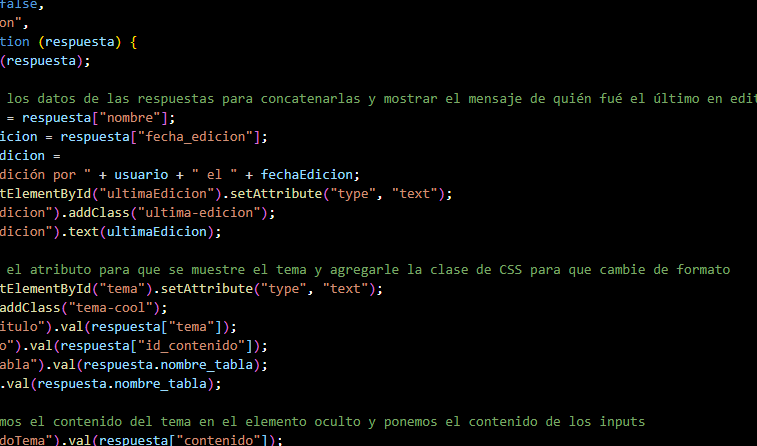 false,
on",
tion (respuesta) {
(respuesta);
los datos de las respuestas para concatenarlas y mostrar el mensaje de quién fué el último en edit
= respuesta["nombre"];
icion = respuesta["fecha_edicion"];
dicion =
dición por " + usuario + " el " + fechaEdicion;
tElementById("ultimaEdicion").setAttribute("type", "text");
dicion").addClass("ultima-edicion");
dicion").text(ultimaEdicion);
el atributo para que se muestre el tema y agregarle la clase de CSS para que cambie de formato
tElementById("tema").setAttribute("type", "text");
addClass("tema-cool");
itulo").val(respuesta["tema"]);
o").val(respuesta["id_contenido"]);
abla").val(respuesta.nombre_tabla);
.val(respuesta.nombre_tabla);
mos el contenido del tema en el elemento oculto y ponemos el contenido de los inputs
doTema").val(respuesta["contenido"]);